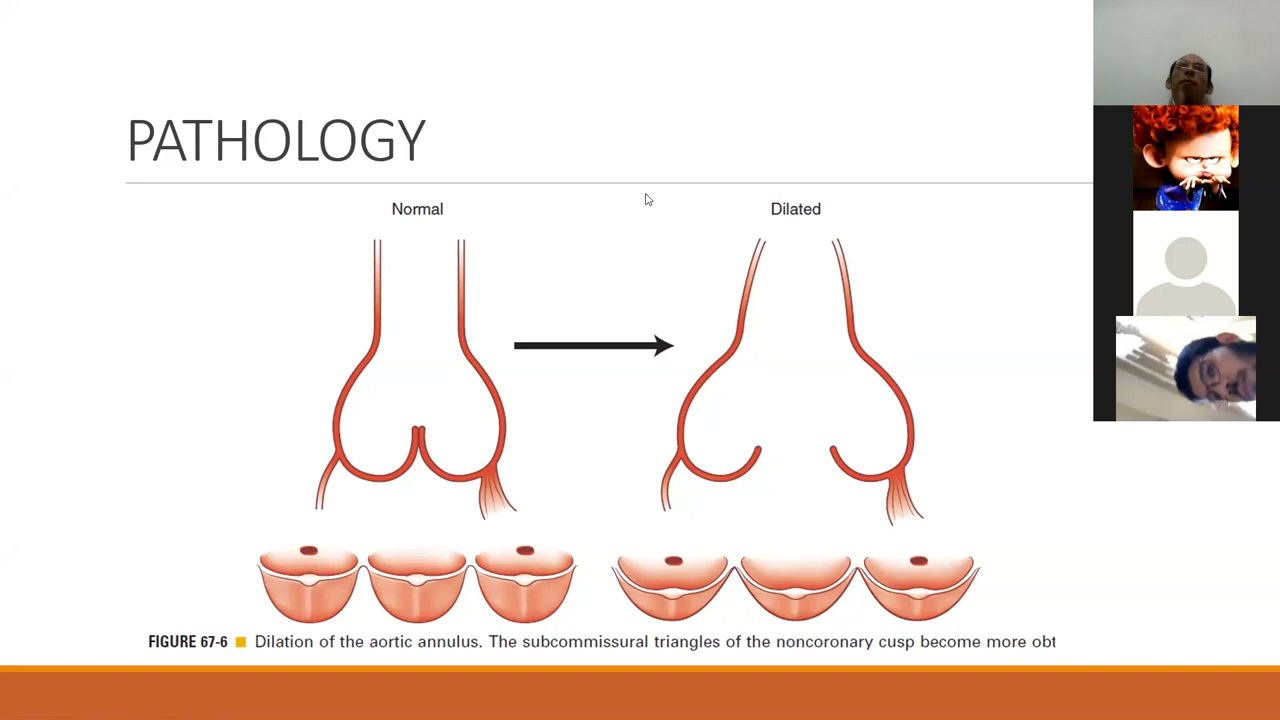 PATHOLOGY
Normal
Dilated
FIGURE 67-6 ■ Dilation of the aortic annulus. The subcommissural triangles of the noncoronary cusp become more obt